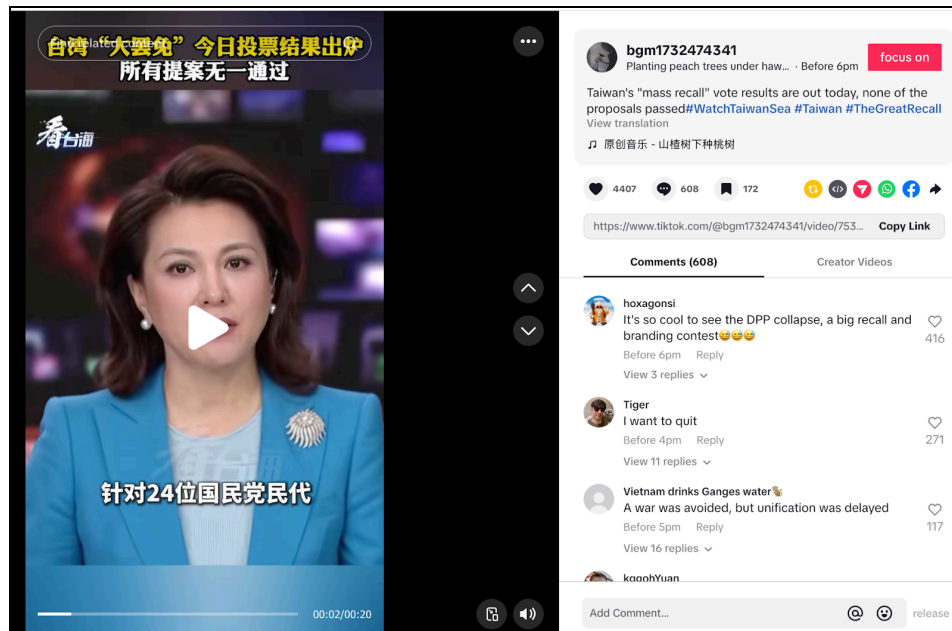 台湾“大罢免”今日投票结果出炉
Find related content
所有提案无一通过
看台海
针对24位国民党民代
00:02/00:20
bgm1732474341
Planting peach trees under haw... · Before 6pm
focus on
Taiwan's "mass recall" vote results are out today, none of the
proposals passed#WatchTaiwanSea #Taiwan #TheGreatRecall
View translation
♫ 原创音乐 - 山楂树下种桃树
4407
608
172
https://www.tiktok.com/@bgm1732474341/video/753...
Copy Link
Comments (608)
Creator Videos
hoxagonsi
It's so cool to see the DPP collapse, a big recall and
branding contest😅😅😅
416
Before 6pm Reply
View 3 replies
Tiger
I want to quit
271
Before 4pm Reply
View 11 replies
Vietnam drinks Ganges water
A war was avoided, but unification was delayed
117
Before 5pm Reply
View 16 replies
Add Comment...
release